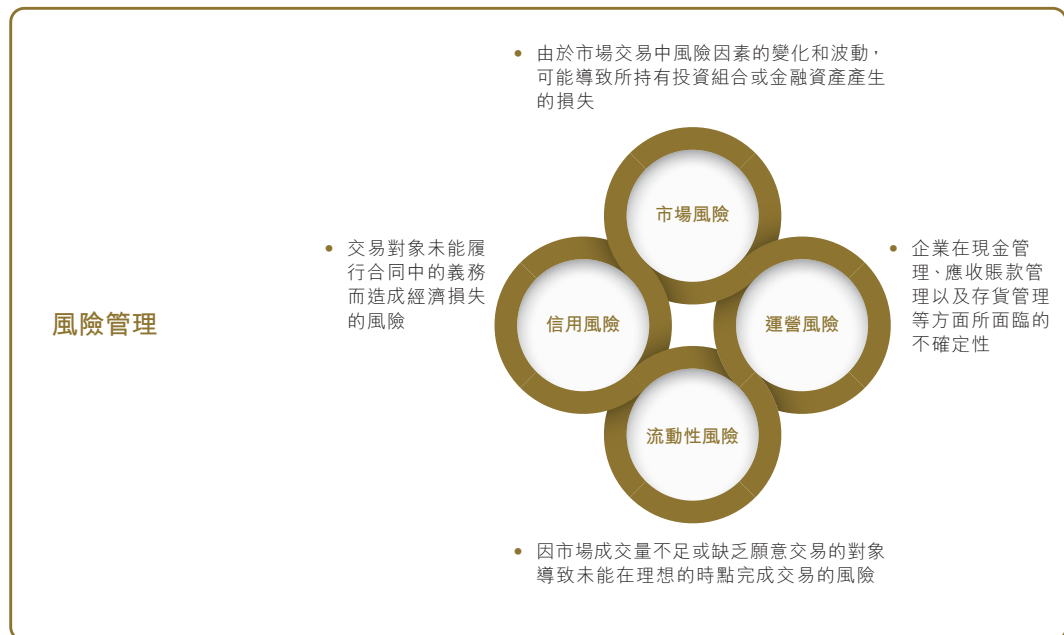 風險管理
• 由於市場交易中風險因素的變化和波動，
可能導致所持有投資組合或金融資產產生
的損失
市場風險
• 交易對象未能履
行合同中的義務
而造成經濟損失
的風險
信用風險
運營風險
• 企業在現金管
理、應收賬款管
理以及存貨管理
等方面所面臨的
不確定性
流動性風險
• 因市場成交量不足或缺乏願意交易的對象
導致未能在理想的時點完成交易的風險